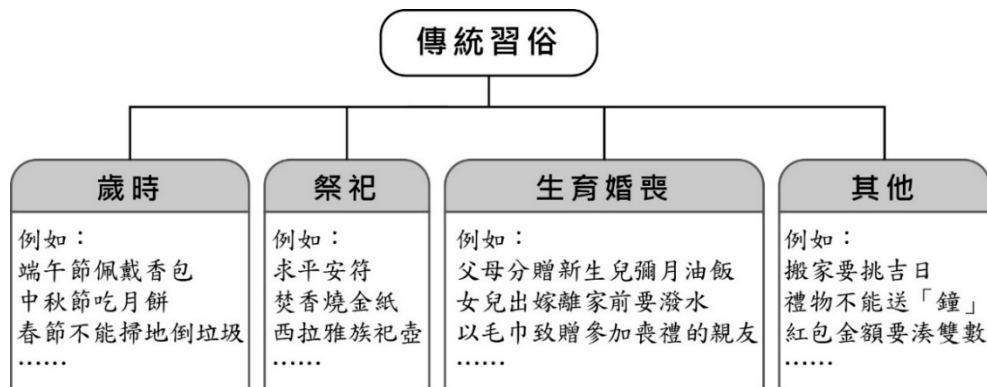 傳統習俗
歲時
例如：
端午節佩戴香包
中秋節吃月餅
春節不能掃地倒垃圾
⋯⋯
祭祀
例如：
求平安符
焚香燒金紙
西拉雅族祀壺
⋯⋯
生育婚喪
例如：
父母分贈新生兒彌月油飯
女兒出嫁離家前要潑水
以毛巾致贈參加喪禮的親友
⋯⋯
其他
例如：
搬家要挑吉日
禮物不能送「鐘」
紅包金額要湊雙數
⋯⋯